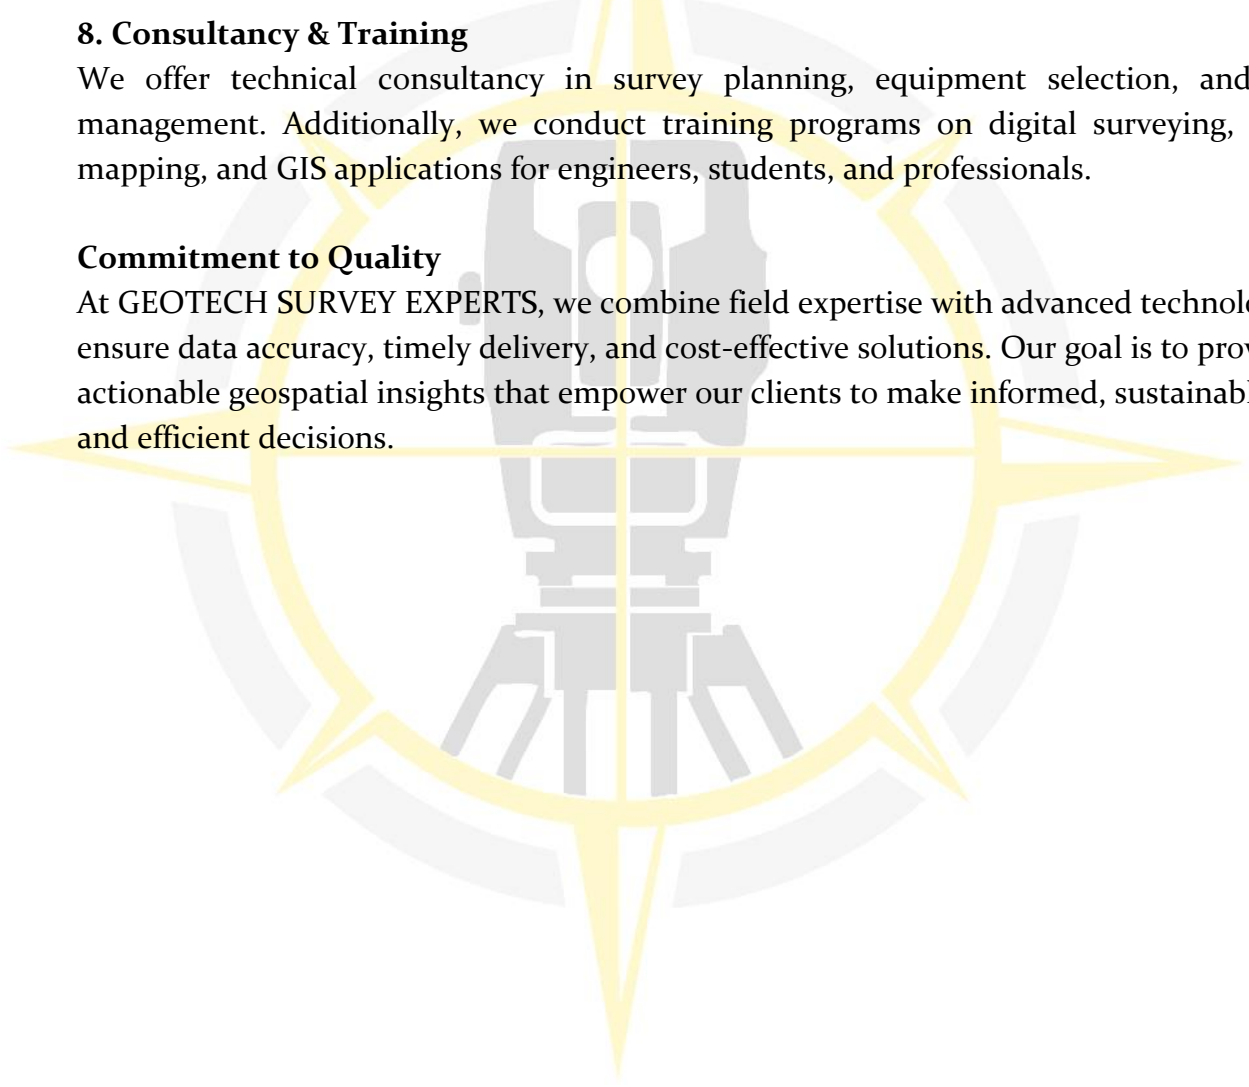 8. Consultancy & Training
We offer technical consultancy in survey planning, equipment selection, and
management. Additionally, we conduct training programs on digital surveying,
mapping, and GIS applications for engineers, students, and professionals.
Commitment to Quality
At GEOTECH SURVEY EXPERTS, we combine field expertise with advanced
ensure data accuracy, timely delivery, and cost-effective solutions. Our goal is to
actionable geospatial insights that empower our clients to make informed,
and efficient decisions.